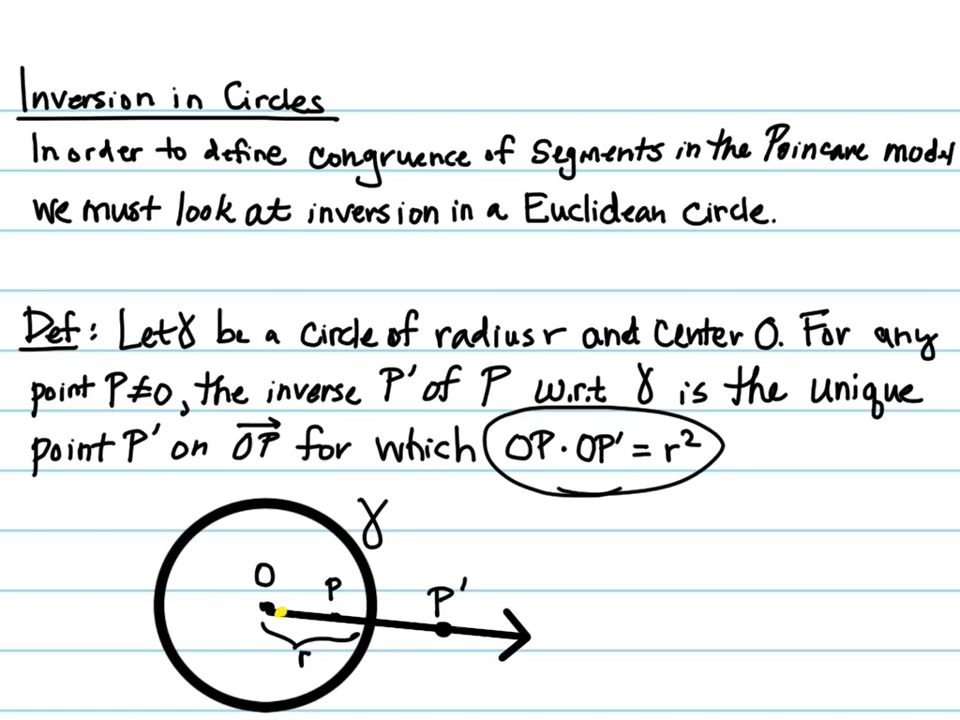 Inversion in Circles
In order to define congruence of segments in the Poincare model
we must look at inversion in a Euclidean circle.
Def: Let γ be a circle of radius r and center O. For any
point P≠O, the inverse P' of P w.r.t γ is the unique
point P' on OP→ for which OP · OP' = r²
γ
O
P
P'
r